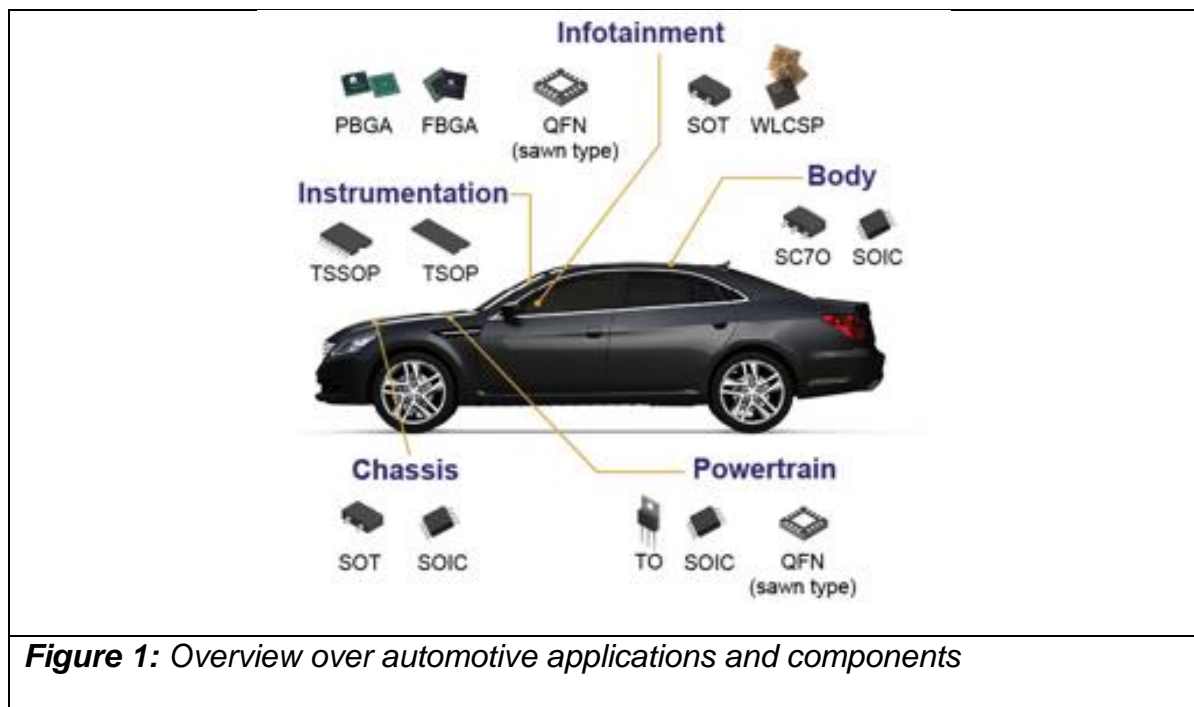 Infotainment
PBGA FBGA QFN SOT WLCSP
(sawn type)
Instrumentation
Body
TSSOP TSOP
SC7O SOIC
Chassis
Powertrain
SOT SOIC
TO SOIC QFN
(sawn type)
Figure 1: Overview over automotive applications and components